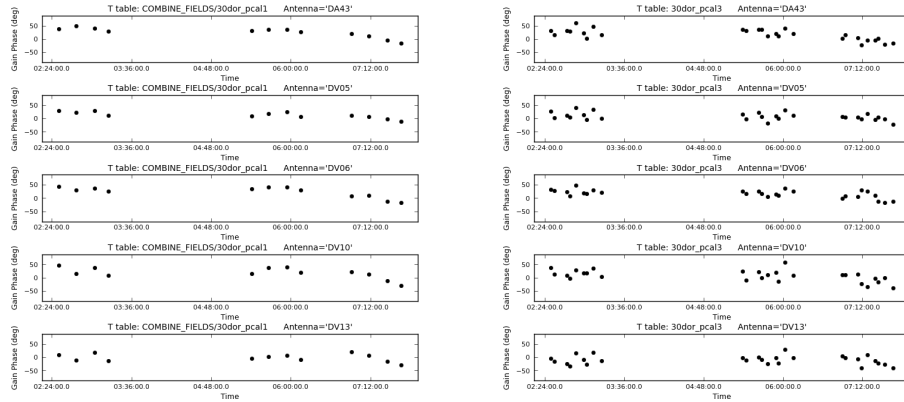 T table: COMBINE_FIELDS/30dor_pcal1 Antenna='DA43'
Gain Phase (deg)
50
0
−50
02:24:00.0 03:36:00.0 04:48:00.0 06:00:00.0 07:12:00.0
Time
T table: COMBINE_FIELDS/30dor_pcal1 Antenna='DV05'
Gain Phase (deg)
50
0
−50
02:24:00.0 03:36:00.0 04:48:00.0 06:00:00.0 07:12:00.0
Time
T table: COMBINE_FIELDS/30dor_pcal1 Antenna='DV06'
Gain Phase (deg)
50
0
−50
02:24:00.0 03:36:00.0 04:48:00.0 06:00:00.0 07:12:00.0
Time
T table: COMBINE_FIELDS/30dor_pcal1 Antenna='DV10'
Gain Phase (deg)
50
0
−50
02:24:00.0 03:36:00.0 04:48:00.0 06:00:00.0 07:12:00.0
Time
T table: COMBINE_FIELDS/30dor_pcal1 Antenna='DV13'
Gain Phase (deg)
50
0
−50
02:24:00.0 03:36:00.0 04:48:00.0 06:00:00.0 07:12:00.0
Time
T table: 30dor_pcal3 Antenna='DA43'
Gain Phase (deg)
50
0
−50
02:24:00.0 03:36:00.0 04:48:00.0 06:00:00.0 07:12:00.0
Time
T table: 30dor_pcal3 Antenna='DV05'
Gain Phase (deg)
50
0
−50
02:24:00.0 03:36:00.0 04:48:00.0 06:00:00.0 07:12:00.0
Time
T table: 30dor_pcal3 Antenna='DV06'
Gain Phase (deg)
50
0
−50
02:24:00.0 03:36:00.0 04:48:00.0 06:00:00.0 07:12:00.0
Time
T table: 30dor_pcal3 Antenna='DV10'
Gain Phase (deg)
50
0
−50
02:24:00.0 03:36:00.0 04:48:00.0 06:00:00.0 07:12:00.0
Time
T table: 30dor_pcal3 Antenna='DV13'
Gain Phase (deg)
50
0
−50
02:24:00.0 03:36:00.0 04:48:00.0 06:00:00.0 07:12:00.0
Time